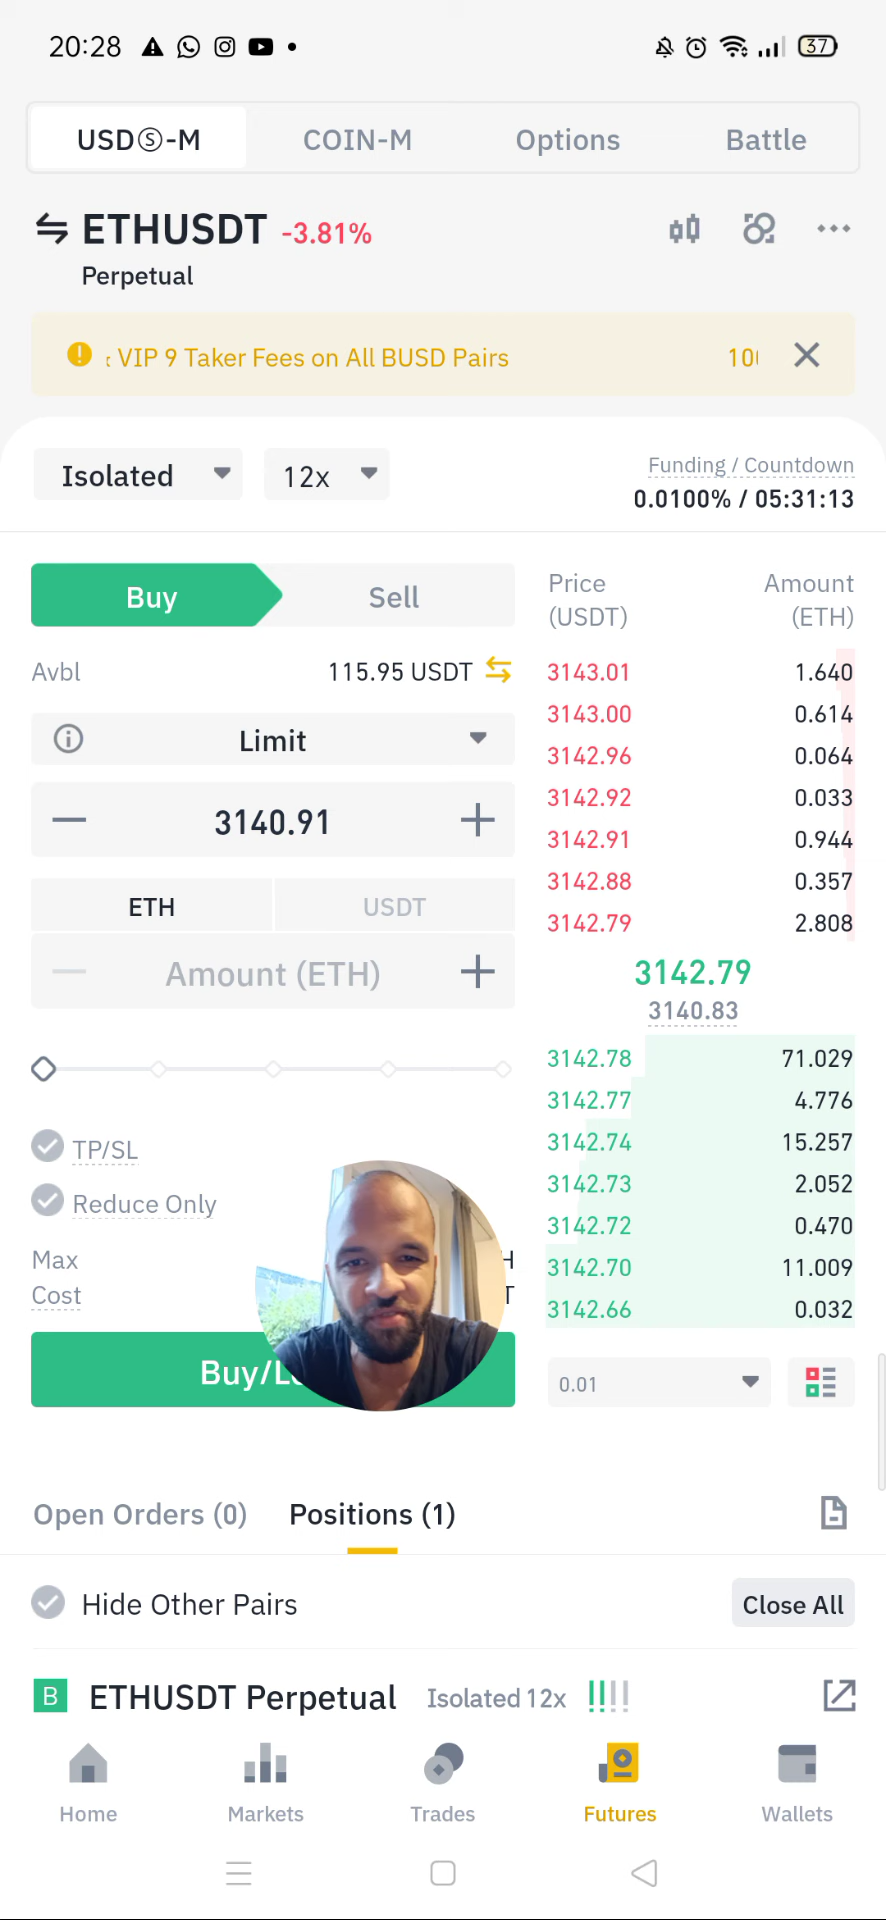 20:28
37
USDⓈ-M COIN-M Options Battle
ETHUSDT -3.81%
Perpetual
VIP 9 Taker Fees on All BUSD Pairs
Isolated 12x
Funding / Countdown
0.0100% / 05:31:13
Buy Sell
Avbl 115.95 USDT
Limit
3140.91
ETH USDT
Amount (ETH)
TP/SL
Reduce Only
Max
Cost
Price Amount
(USDT) (ETH)
3143.01 1.640
3143.00 0.614
3142.96 0.064
3142.92 0.033
3142.91 0.944
3142.88 0.357
3142.79 2.808
3142.79
3140.83
3142.78 71.029
3142.77 4.776
3142.74 15.257
3142.73 2.052
3142.72 0.470
3142.70 11.009
3142.66 0.032
Buy/L
0.01
Open Orders (0) Positions (1)
Hide Other Pairs Close All
B ETHUSDT Perpetual Isolated 12x
Home Markets Trades Futures Wallets